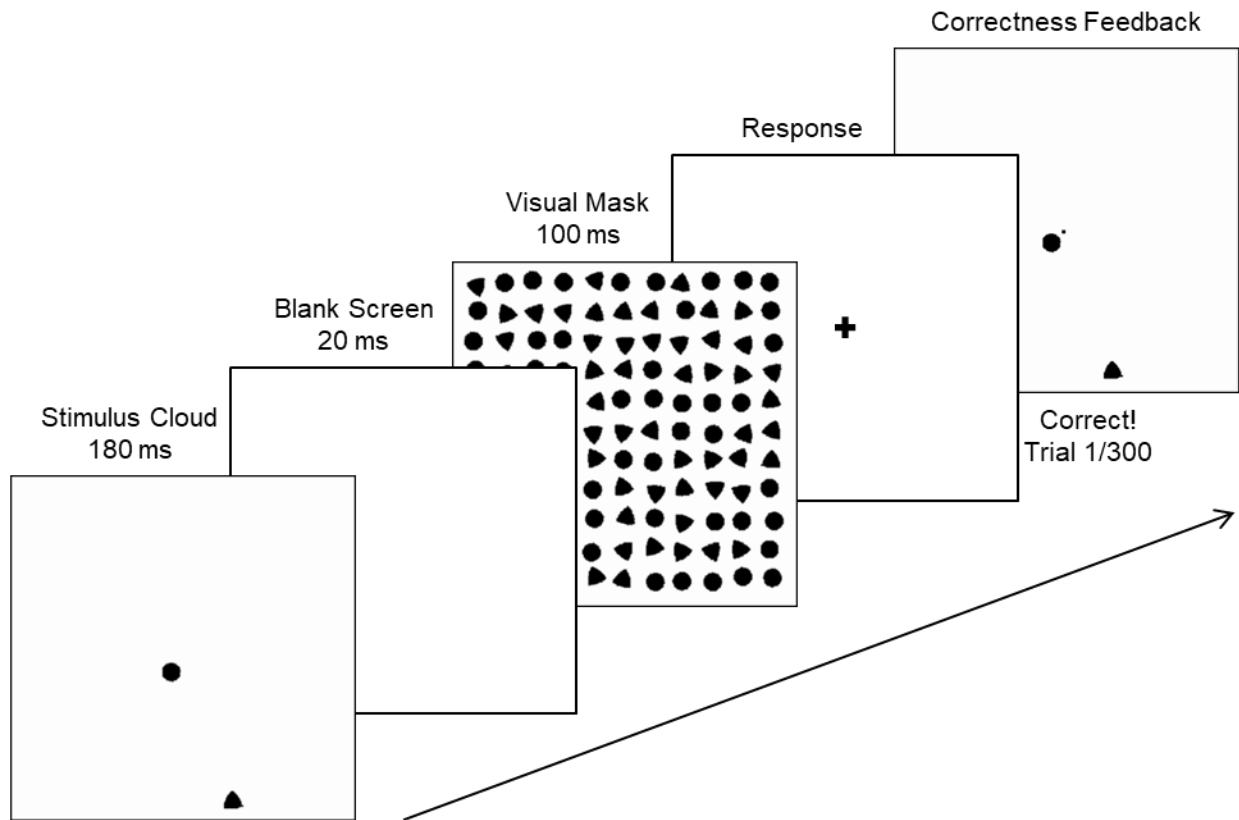 Correctness Feedback
Response
Visual Mask
100 ms
Blank Screen
20 ms
Stimulus Cloud
180 ms
Correct!
Trial 1/300